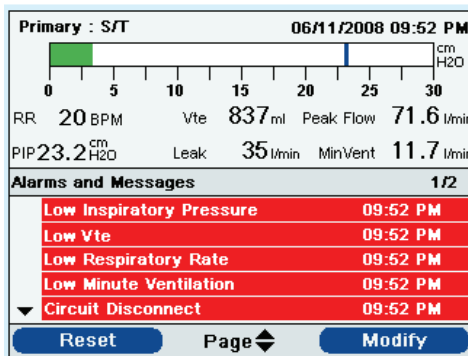 Primary : S/T 06/11/2008 09:52 PM
cm
H2O
0 5 10 15 20 25 30
RR 20 BPM Vte 837 ml Peak Flow 71.6 l/min
PIP 23.2 cm H2O Leak 35 l/min MinVent 11.7 l/min
Alarms and Messages 1/2
Low Inspiratory Pressure 09:52 PM
Low Vte 09:52 PM
Low Respiratory Rate 09:52 PM
Low Minute Ventilation 09:52 PM
Circuit Disconnect 09:52 PM
Reset Page Modify